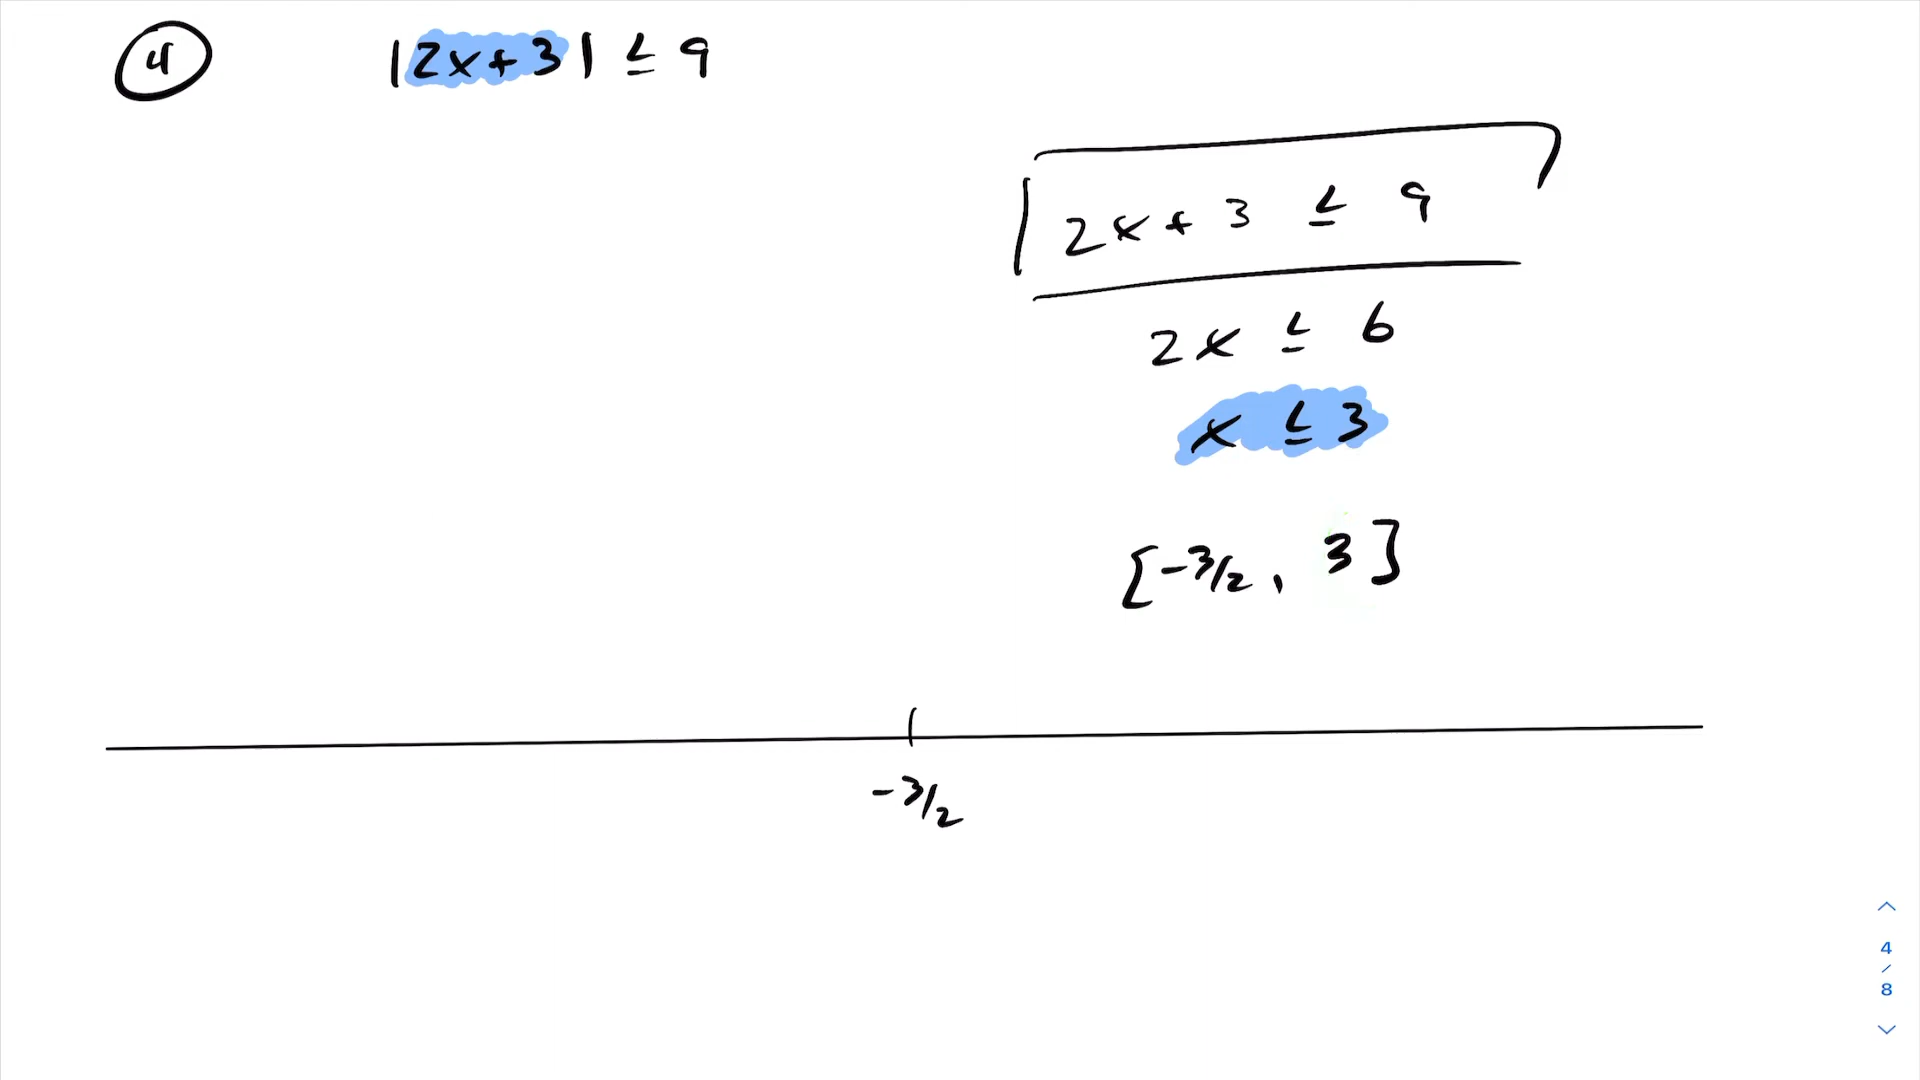 4 |2x+3| ≤ 9
2x+3 ≤ 9
2x ≤ 6
x ≤ 3
[-3/2, 3]
-3/2
4
/
8